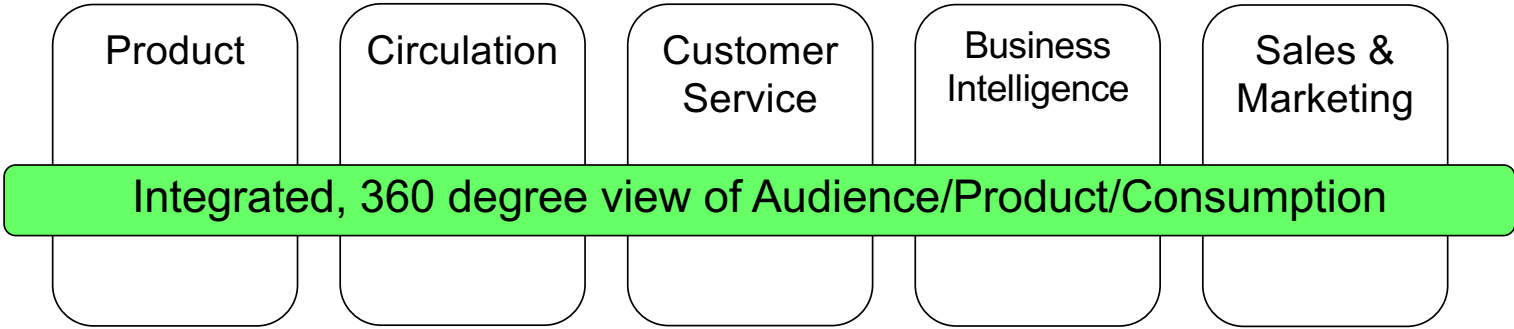 Product
Circulation
Customer
Service
Business
Intelligence
Sales &
Marketing
Integrated, 360 degree view of Audience/Product/Consumption